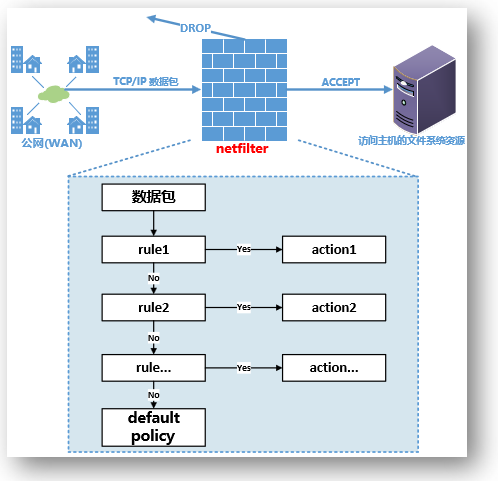 DROP
TCP/IP 数据包
ACCEPT
公网(WAN)
netfilter
访问主机的文件系统资源
数据包
rule1
Yes
action1
No
rule2
Yes
action2
No
rule...
Yes
action...
No
default
policy